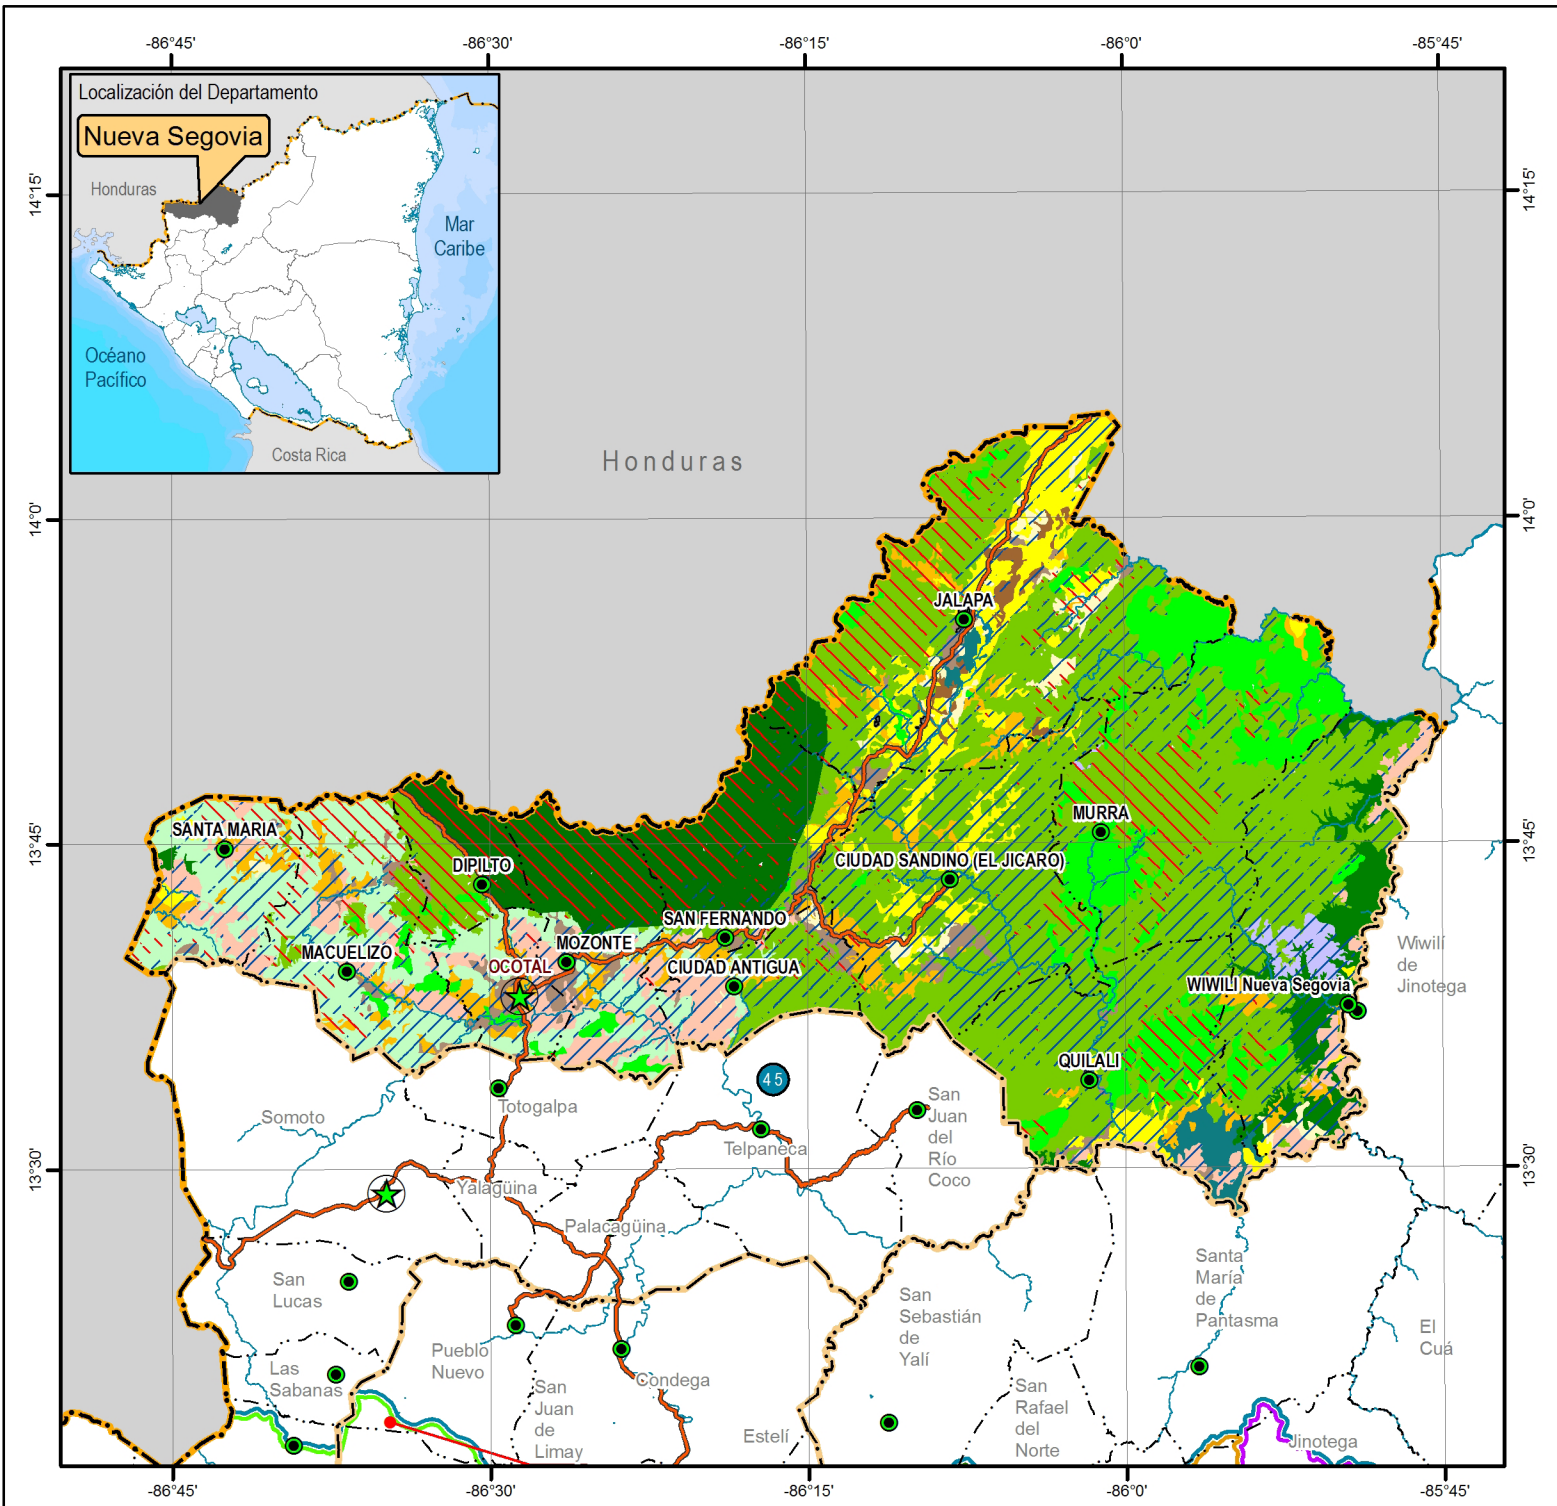 -86°45'
-86°30'
-86°15'
-86°0'
-85°45'
Localización del Departamento
Nueva Segovia
Honduras
Mar
Caribe
Océano
Pacífico
Costa Rica
14°15'
14°15'
Honduras
14°0'
14°0'
JALAPA
MURRA
SANTA MARIA
13°45'
13°45'
DIPILTO
CIUDAD SANDINO (EL JICARO)
SAN FERNANDO
MOZONTE
MACUELIZO
OCOTAL
CIUDAD ANTIGUA
Wiwilí
de
Jinotega
WIWILI Nueva Segovia
QUILALI
45
Somoto
Totogalpa
San
Juan
del
Río
Coco
Telpaneca
13°30'
13°30'
Yalagüina
Palacagüina
San
Lucas
Santa
María
de
Pantasma
San
Sebastián
de
Yalí
El
Cuá
Pueblo
Nuevo
Las
Sabanas
Condega
San
Juan
de
Limay
San
Rafael
del
Norte
Estelí
Jinotega
-86°45'
-86°30'
-86°15'
-86°0'
-85°45'